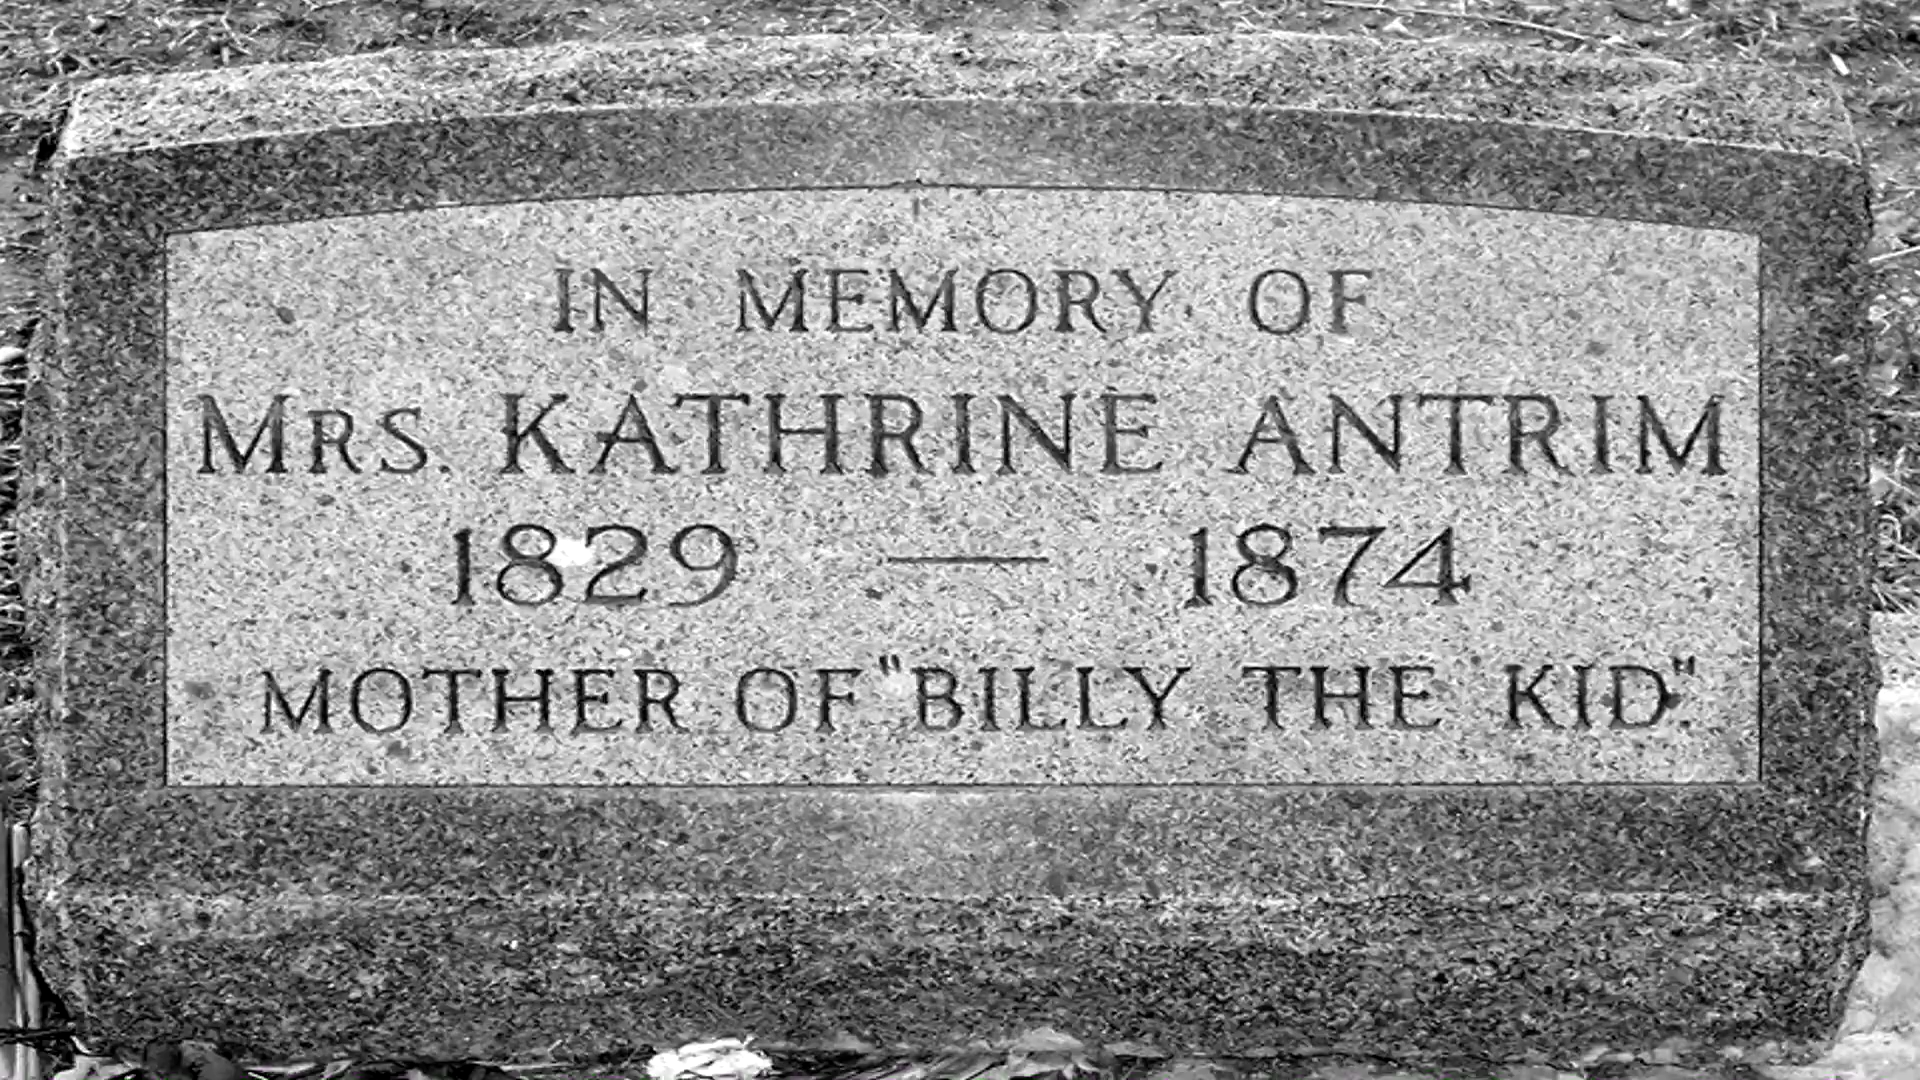 IN MEMORY OF
MRS. KATHRINE ANTRIM
1829 — 1874
MOTHER OF "BILLY THE KID"